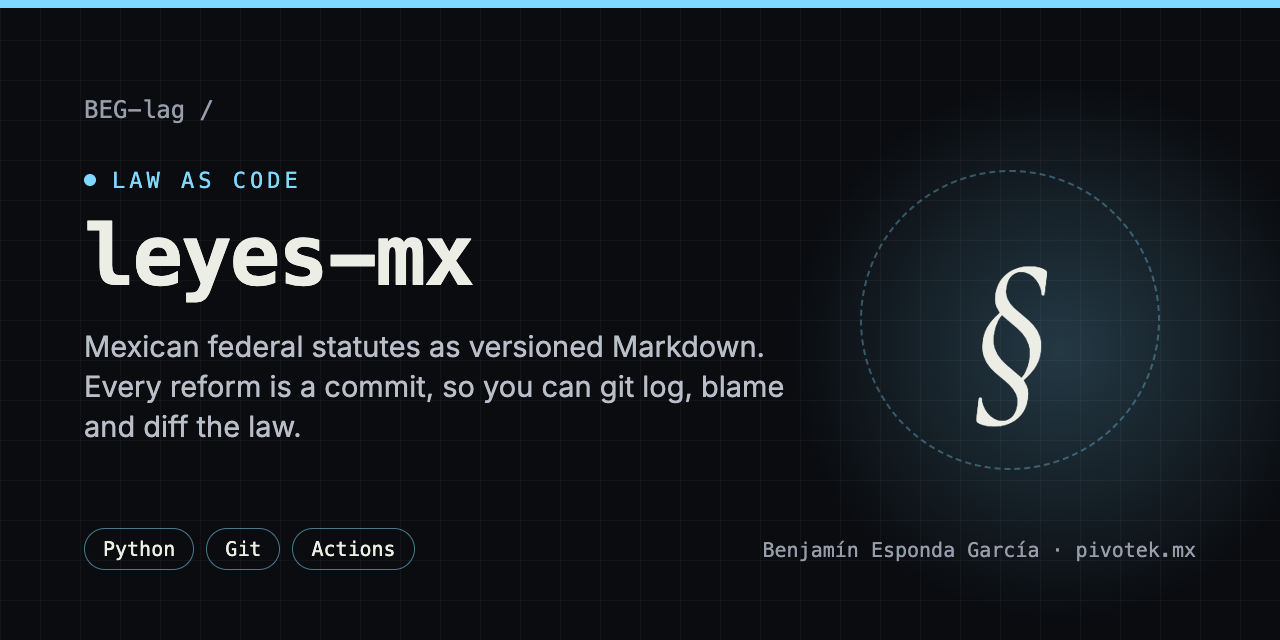 BEG-lag /
LAW AS CODE
leyes-mx
Mexican federal statutes as versioned Markdown.
Every reform is a commit, so you can git log, blame
and diff the law.
§
Python Git Actions
Benjamín Esponda García · pivotek.mx